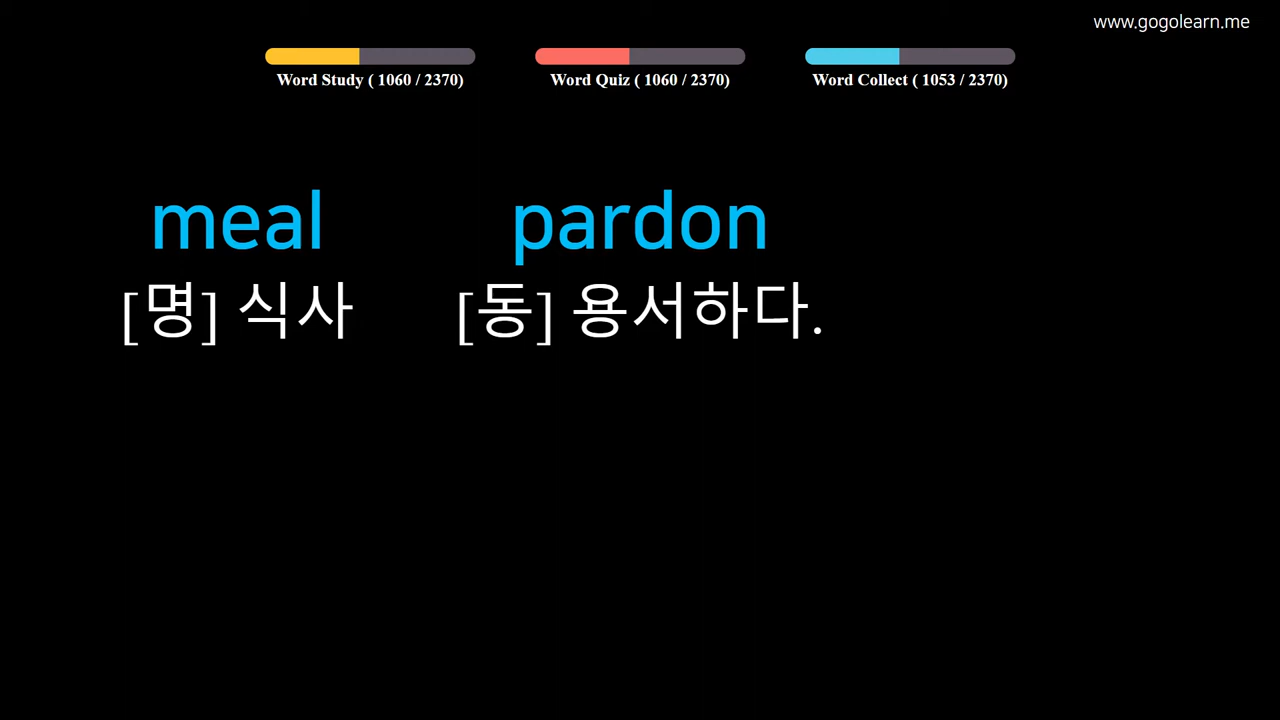 www.gogolearn.me
Word Study ( 1060 / 2370)
Word Quiz ( 1060 / 2370)
Word Collect ( 1053 / 2370)
meal
[명] 식사
pardon
[동] 용서하다.